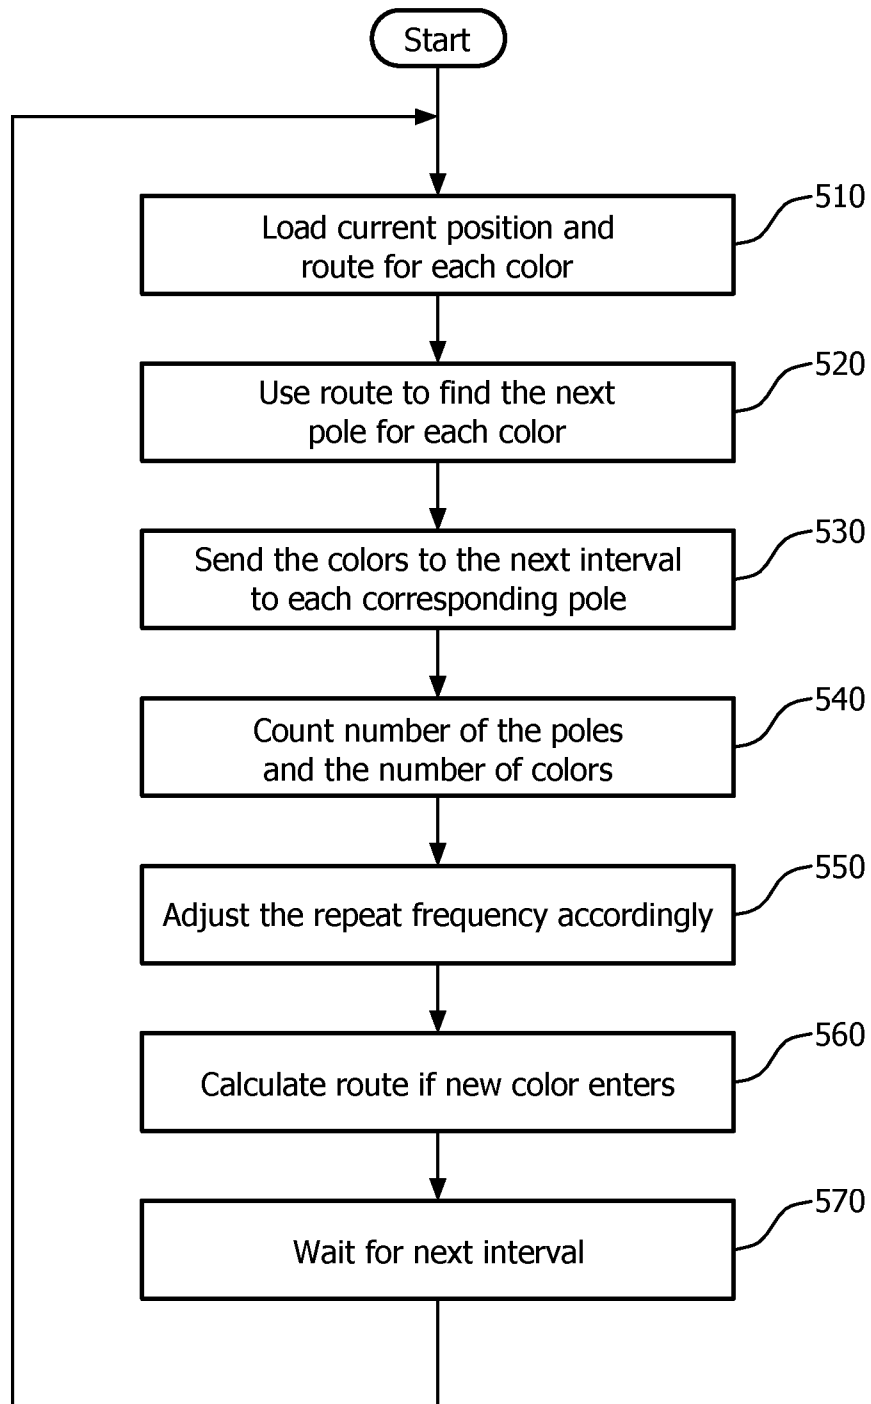 Start
510
Load current position and
route for each color
520
Use route to find the next
pole for each color
530
Send the colors to the next interval
to each corresponding pole
540
Count number of the poles
and the number of colors
550
Adjust the repeat frequency accordingly
560
Calculate route if new color enters
570
Wait for next interval